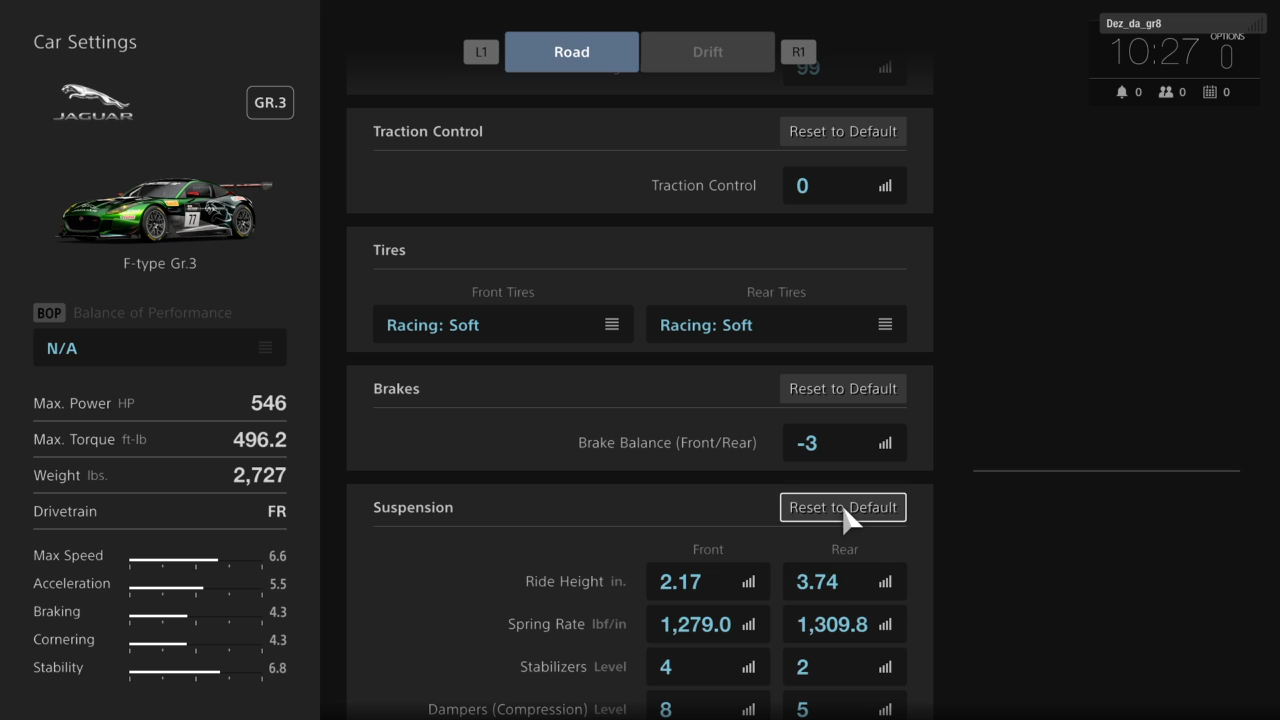 Car Settings
JAGUAR
GR.3
77
F-type Gr.3
BOP Balance of Performance
N/A
Max. Power HP 546
Max. Torque ft-lb 496.2
Weight lbs. 2,727
Drivetrain FR
Max Speed 6.6
Acceleration 5.5
Braking 4.3
Cornering 4.3
Stability 6.8
L1 Road Drift R1
99
Traction Control Reset to Default
Traction Control 0
Tires
Front Tires Rear Tires
Racing: Soft Racing: Soft
Brakes Reset to Default
Brake Balance (Front/Rear) -3
Suspension Reset to Default
Front Rear
Ride Height in. 2.17 3.74
Spring Rate lbf/in 1,279.0 1,309.8
Stabilizers Level 4 2
Dampers (Compression) Level 8 5
Dez_da_gr8
10:27 OPTIONS
0 0 0